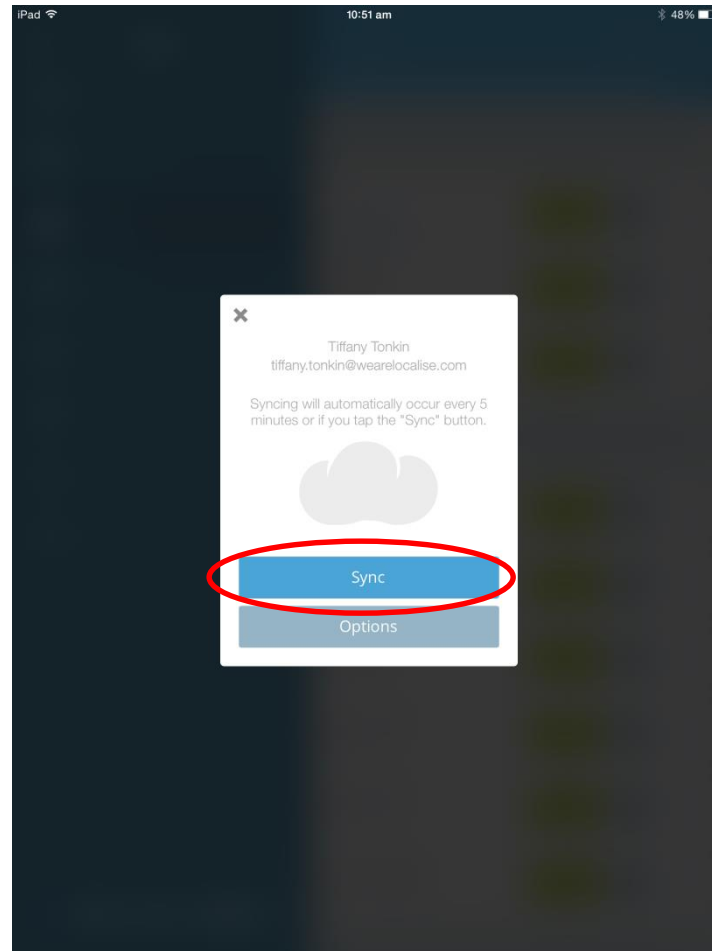 iPad 10:51 am 48%
Tiffany Tonkin
tiffany.tonkin@wearelocalise.com
Syncing will automatically occur every 5
minutes or if you tap the "Sync" button.
Sync
Options